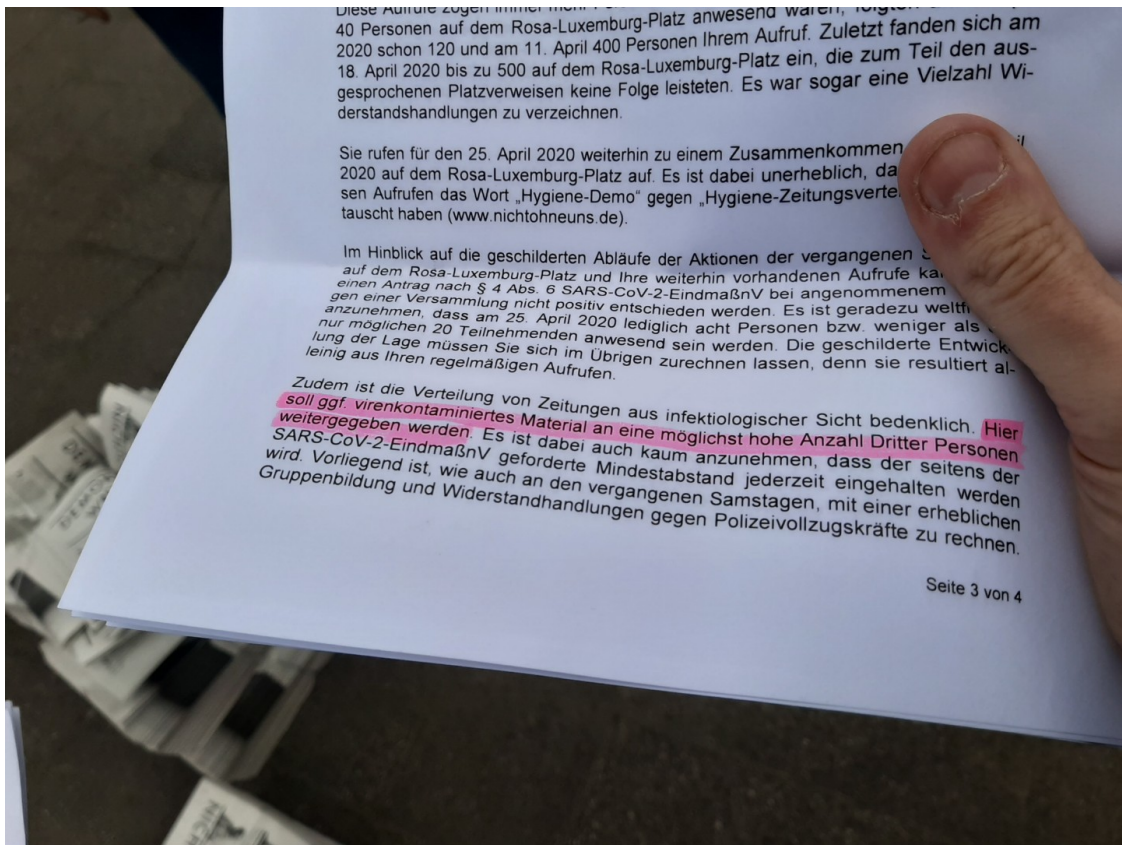 Diese Aufrufe zogen immer mehr
40 Personen auf dem Rosa-Luxemburg-Platz anwesend waren, folgten
2020 schon 120 und am 11. April 400 Personen Ihrem Aufruf. Zuletzt fanden sich am
18. April 2020 bis zu 500 auf dem Rosa-Luxemburg-Platz ein, die zum Teil den aus-
gesprochenen Platzverweisen keine Folge leisteten. Es war sogar eine Vielzahl Wi-
derstandshandlungen zu verzeichnen.
Sie rufen für den 25. April 2020 weiterhin zu einem Zusammenkommen
2020 auf dem Rosa-Luxemburg-Platz auf. Es ist dabei unerheblich, da
sen Aufrufen das Wort „Hygiene-Demo“ gegen „Hygiene-Zeitungsverte
tauscht haben (www.nichtohneuns.de).
Im Hinblick auf die geschilderten Abläufe der Aktionen der vergangenen S
auf dem Rosa-Luxemburg-Platz und Ihre weiterhin vorhandenen Aufrufe ka
einen Antrag nach § 4 Abs. 6 SARS-CoV-2-EindmaßnV bei angenommenem
gen einer Versammlung nicht positiv entschieden werden. Es ist geradezu weltfr
anzunehmen, dass am 25. April 2020 lediglich acht Personen bzw. weniger als
nur möglichen 20 Teilnehmenden anwesend sein werden. Die geschilderte Entwick-
lung der Lage müssen Sie sich im Übrigen zurechnen lassen, denn sie resultiert al-
leinig aus Ihren regelmäßigen Aufrufen.
Zudem ist die Verteilung von Zeitungen aus infektiologischer Sicht bedenklich. Hier
soll ggf. virenkontaminiertes Material an eine möglichst hohe Anzahl Dritter Personen
weitergegeben werden. Es ist dabei auch kaum anzunehmen, dass der seitens der
SARS-CoV-2-EindmaßnV geforderte Mindestabstand jederzeit eingehalten werden
wird. Vorliegend ist, wie auch an den vergangenen Samstagen, mit einer erheblichen
Gruppenbildung und Widerstandhandlungen gegen Polizeivollzugskräfte zu rechnen.
Seite 3 von 4